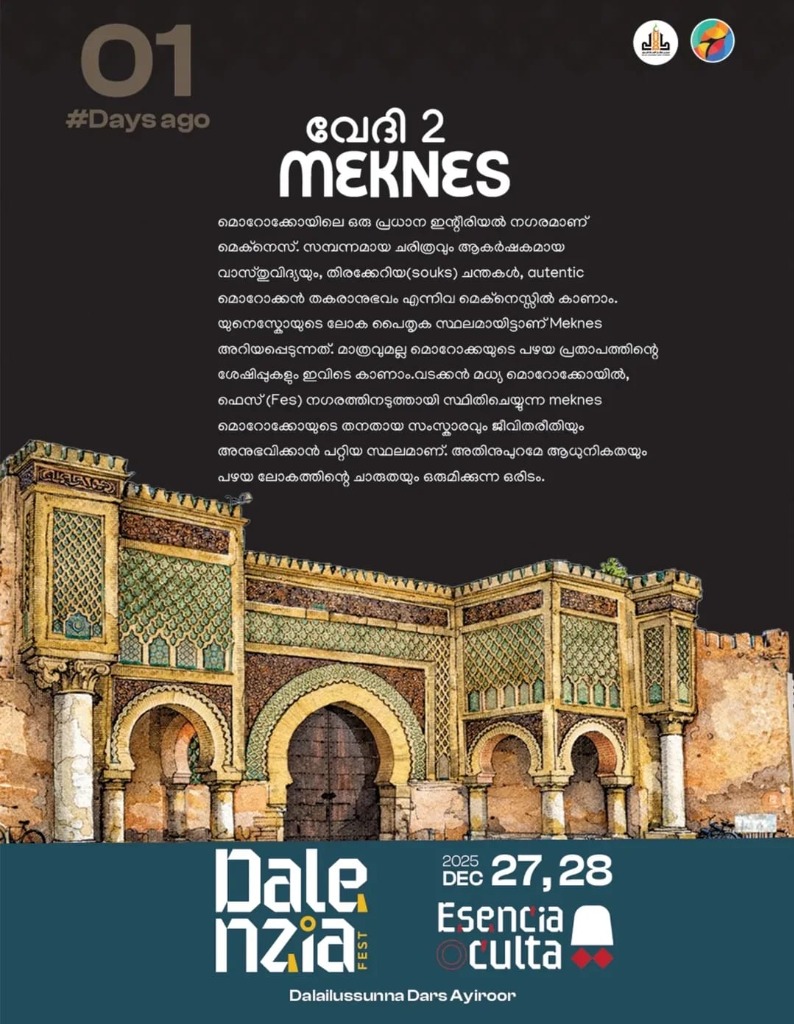 01
#Days ago
വേദി 2
MEKNES
മൊറോക്കോയിലെ ഒരു പ്രധാന ഇന്റീരിയൽ നഗരമാണ്
മെക്നെസ്. സമ്പന്നമായ ചരിത്രവും ആകർഷകമായ
വാസ്തുവിദ്യയും, തിരക്കേറിയ(souks) ചന്തകൾ, autentic
മൊറോക്കൻ തകരാനുഭവം എന്നിവ മെക്നെസ്സിൽ കാണാം.
യുനെസ്കോയുടെ ലോക പൈതൃക സ്ഥലമായിട്ടാണ് Meknes
അറിയപ്പെടുന്നത്. മാത്രവുമല്ല മൊറോക്കയുടെ പഴയ പ്രതാപത്തിന്റെ
ശേഷിപ്പുകളും ഇവിടെ കാണാം.വടക്കൻ മധ്യ മൊറോക്കോയിൽ,
ഫെസ് (Fes) നഗരത്തിനടുത്തായി സ്ഥിതിചെയ്യുന്ന meknes
മൊറോക്കോയുടെ തനതായ സംസ്കാരവും ജീവിതരീതിയും
അനുഭവിക്കാൻ പറ്റിയ സ്ഥലമാണ്. അതിനുപുറമേ ആധുനികതയും
പഴയ ലോകത്തിന്റെ ചാരുതയും ഒരുമിക്കുന്ന ഒരിടം.
Dale
nzia
FEST
2025
DEC 27, 28
Esencia
Oculta
Dalailussunna Dars Ayiroor